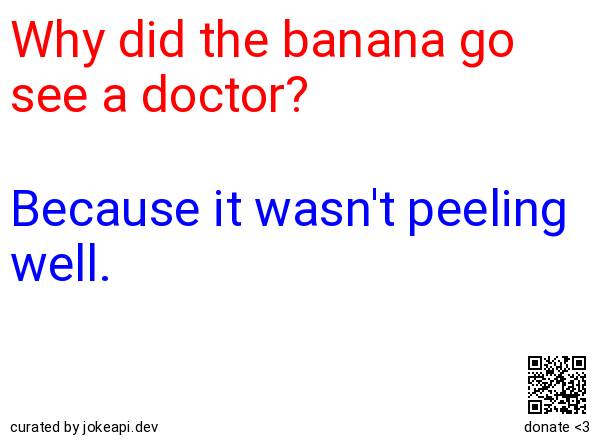 Why did the banana go
see a doctor?
Because it wasn't peeling
well.
curated by jokeapi.dev
donate <3